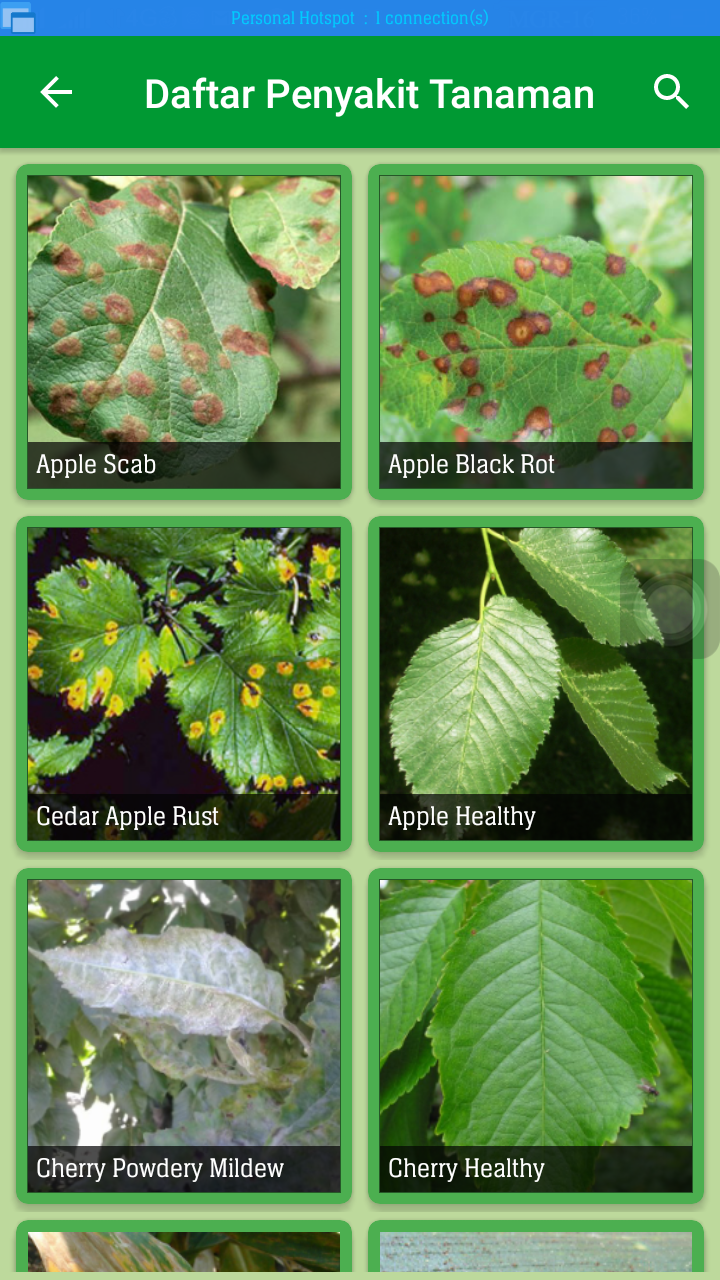 Personal Hotspot : 1 connection(s)
Daftar Penyakit Tanaman
Apple Scab
Apple Black Rot
Cedar Apple Rust
Apple Healthy
Cherry Powdery Mildew
Cherry Healthy